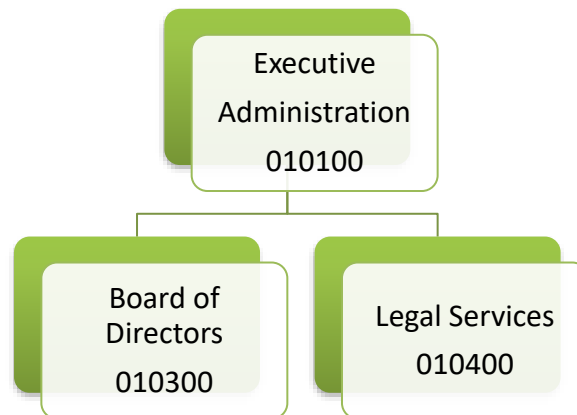 Executive
Administration
010100
Board of
Directors
010300
Legal Services
010400